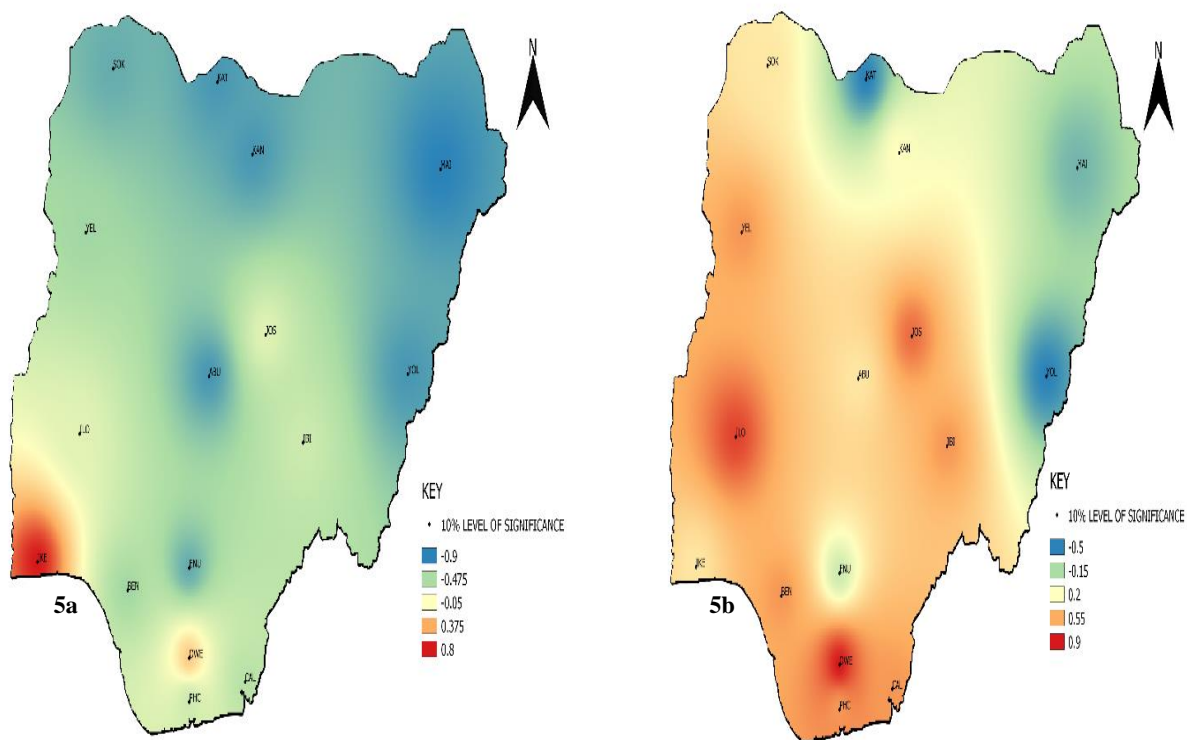 N
SOK
KAT
KAN
MAI
YEL
JOS
ABU
YOL
ILO
IBI
KEY
10% LEVEL OF SIGNIFICANCE
-0.9
-0.475
-0.05
0.375
0.8
IKE
ENU
BEN
5a
OWE
CAL
PHC
N
SOK
KAT
KAN
MAI
YEL
JOS
ABU
YOL
ILO
IBI
KEY
10% LEVEL OF SIGNIFICANCE
-0.5
-0.15
0.2
0.55
0.9
IKE
ENU
BEN
5b
OWE
CAL
PHC